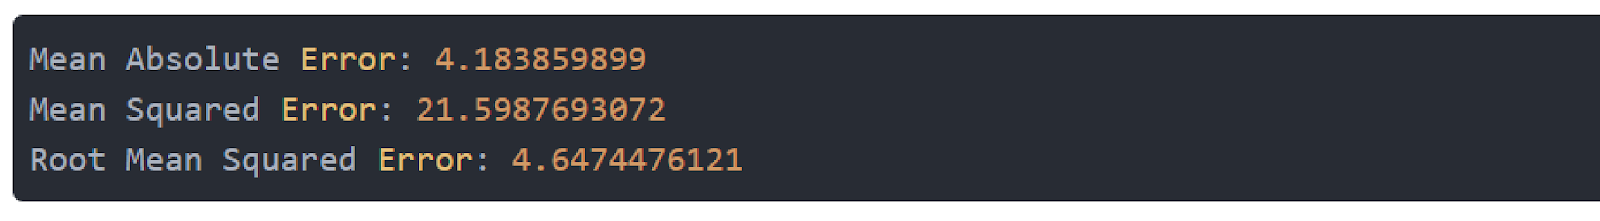 Mean Absolute Error: 4.183859899
Mean Squared Error: 21.5987693072
Root Mean Squared Error: 4.6474476121